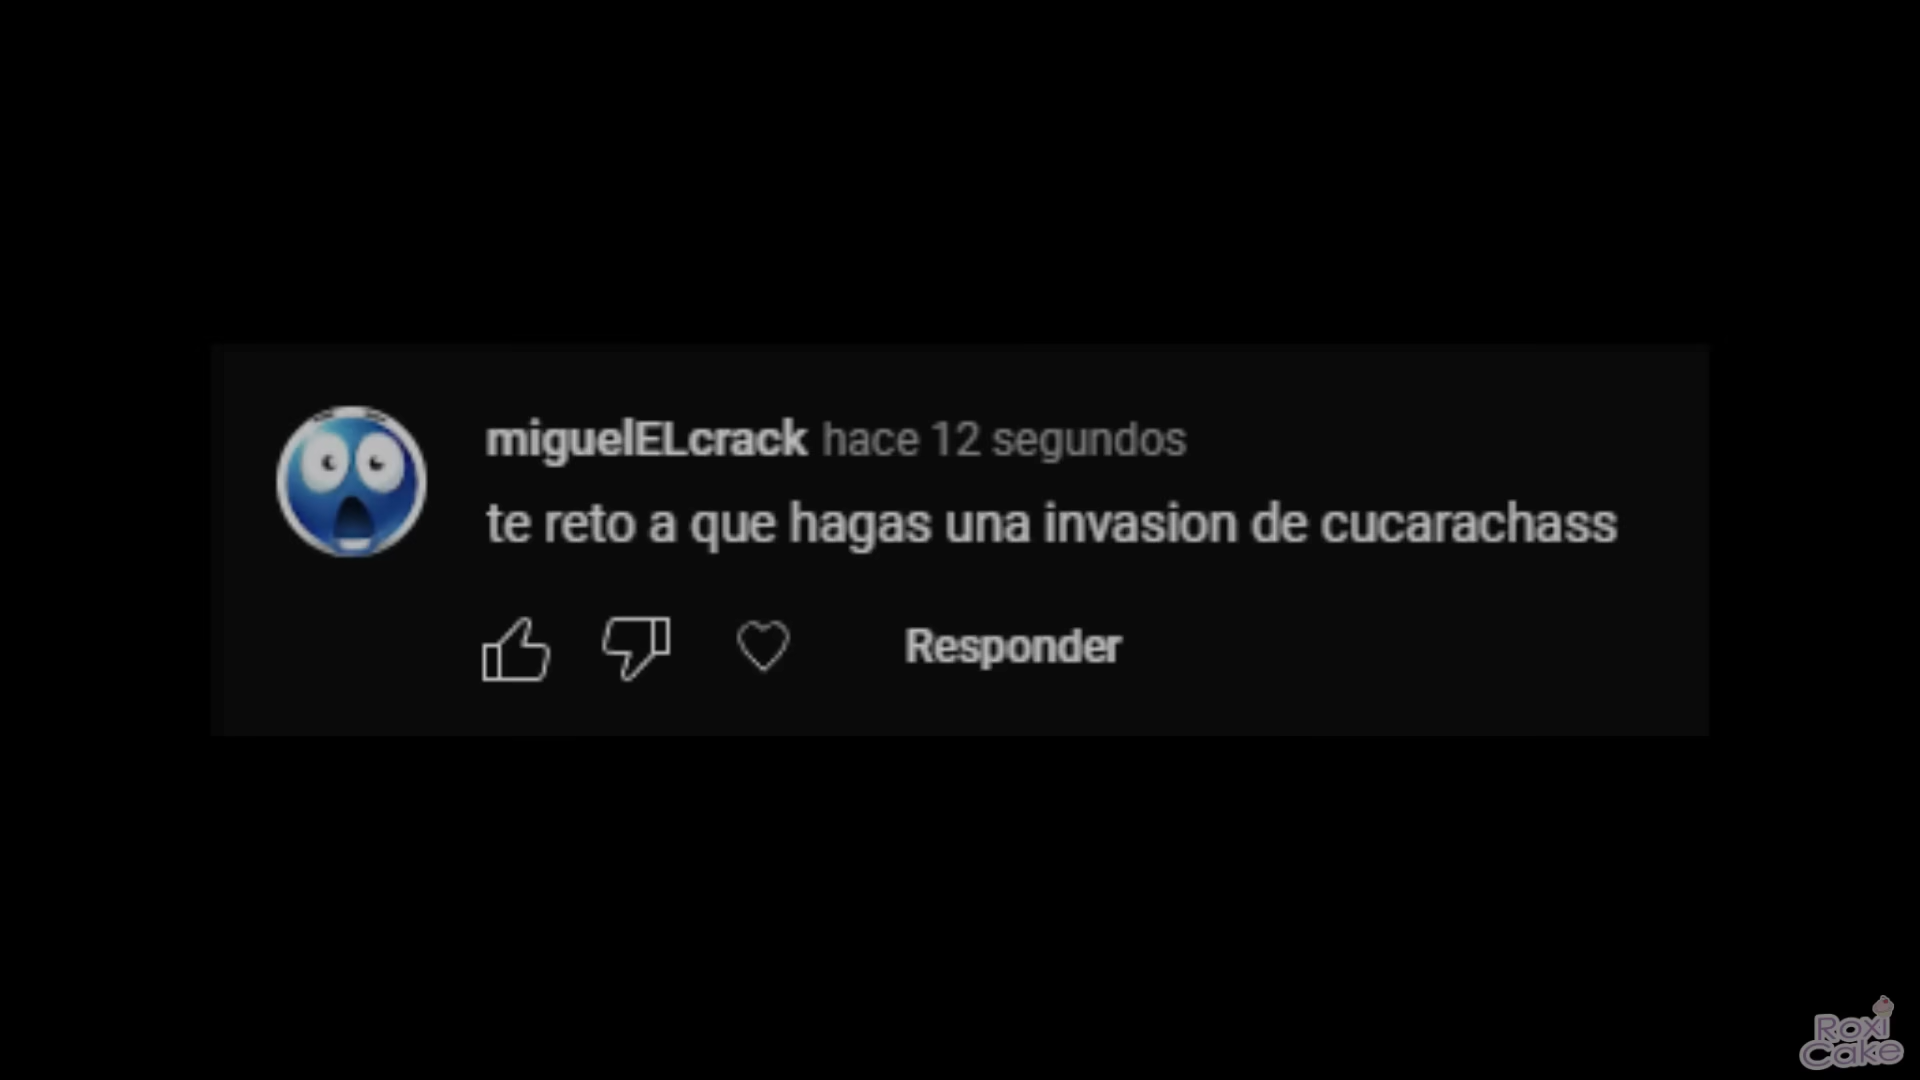 miguelELcrack hace 12 segundos
te reto a que hagas una invasion de cucarachass
Responder
Roxi
Cake